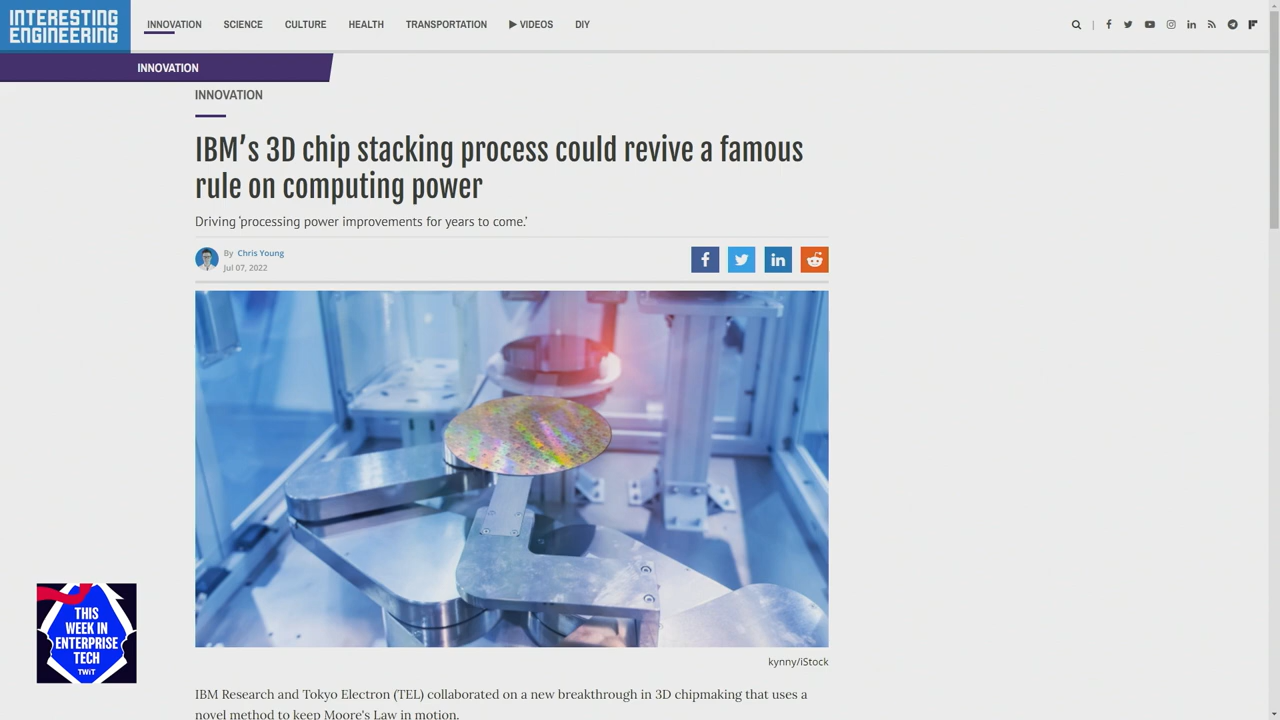 INTERESTING
ENGINEERING
INNOVATION SCIENCE CULTURE HEALTH TRANSPORTATION VIDEOS DIY
INNOVATION
INNOVATION
IBM’s 3D chip stacking process could revive a famous
rule on computing power
Driving ‘processing power improvements for years to come.’
By Chris Young
Jul 07, 2022
kynny/iStock
THIS
WEEK IN
ENTERPRISE
TECH
TWiT
IBM Research and Tokyo Electron (TEL) collaborated on a new breakthrough in 3D chipmaking that uses a
novel method to keep Moore's Law in motion.